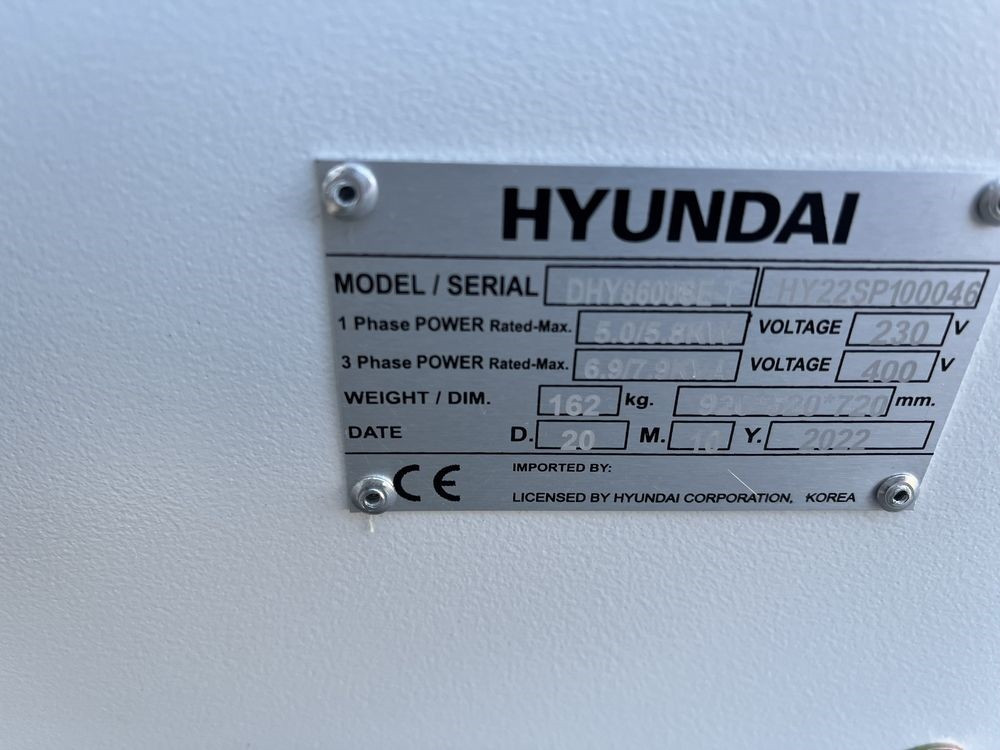 HYUNDAI
MODEL / SERIAL DHY8600SE-T HY22SP100046
1 Phase POWER Rated-Max. 5.0/5.8KW VOLTAGE 230 V
3 Phase POWER Rated-Max. VOLTAGE 400 V
WEIGHT / DIM. 162 kg. mm.
DATE D. 20 M. 10 Y. 2022
CE IMPORTED BY:
LICENSED BY HYUNDAI CORPORATION, KOREA